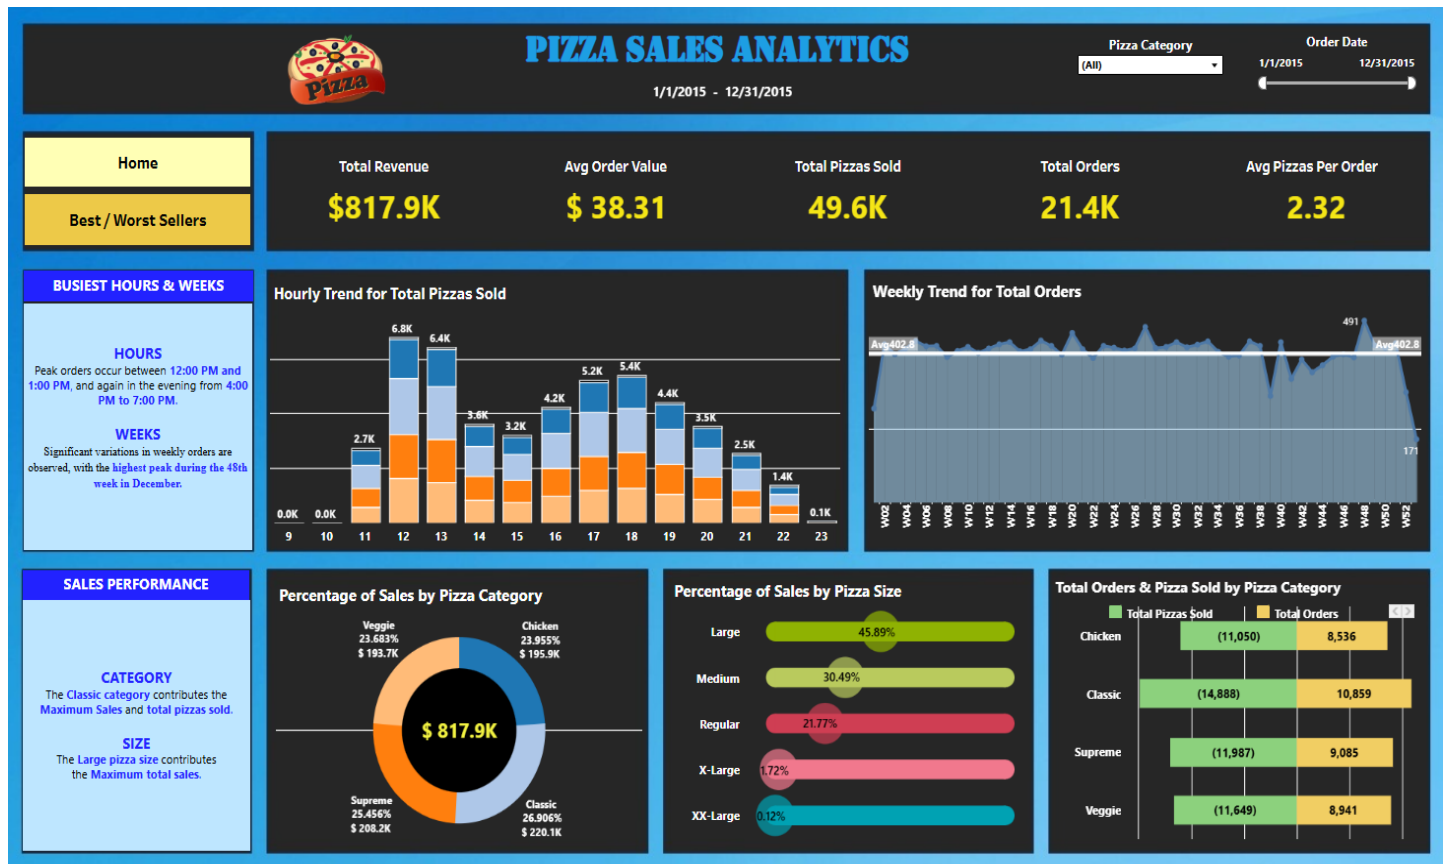 Pizza
PIZZA SALES ANALYTICS
1/1/2015 - 12/31/2015
Pizza Category
(All)
Order Date
1/1/2015 12/31/2015
Home
Best / Worst Sellers
Total Revenue
$817.9K
Avg Order Value
$ 38.31
Total Pizzas Sold
49.6K
Total Orders
21.4K
Avg Pizzas Per Order
2.32
BUSIEST HOURS & WEEKS
HOURS
Peak orders occur between 12:00 PM and
1:00 PM, and again in the evening from 4:00
PM to 7:00 PM.
WEEKS
Significant variations in weekly orders are
observed, with the highest peak during the 48th
week in December.
Hourly Trend for Total Pizzas Sold
0.0K
0.0K
2.7K
6.8K
6.4K
3.6K
3.2K
4.2K
5.2K
5.4K
4.4K
3.5K
2.5K
1.4K
0.1K
9 10 11 12 13 14 15 16 17 18 19 20 21 22 23
Weekly Trend for Total Orders
491
Avg402.8
Avg402.8
171
W02 W04 W06 W08 W10 W12 W14 W16 W18 W20 W22 W24 W26 W28 W30 W32 W34 W36 W38 W40 W42 W44 W46 W48 W50 W52
SALES PERFORMANCE
CATEGORY
The Classic category contributes the
Maximum Sales and total pizzas sold.
SIZE
The Large pizza size contributes
the Maximum total sales.
Percentage of Sales by Pizza Category
Veggie
23.683%
$ 193.7K
Chicken
23.955%
$ 195.9K
$ 817.9K
Supreme
25.456%
$ 208.2K
Classic
26.906%
$ 220.1K
Percentage of Sales by Pizza Size
Large 45.89%
Medium 30.49%
Regular 21.77%
X-Large 1.72%
XX-Large 0.12%
Total Orders & Pizza Sold by Pizza Category
Total Pizzas Sold Total Orders
Chicken (11,050) 8,536
Classic (14,888) 10,859
Supreme (11,987) 9,085
Veggie (11,649) 8,941